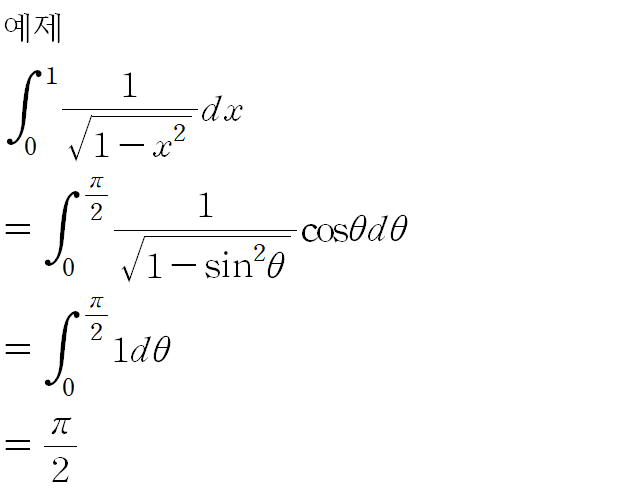 예제
∫₀¹ 1/√(1−x²) dx
= ∫₀^(π/2) 1/√(1−sin²θ) cosθdθ
= ∫₀^(π/2) 1dθ
= π/2